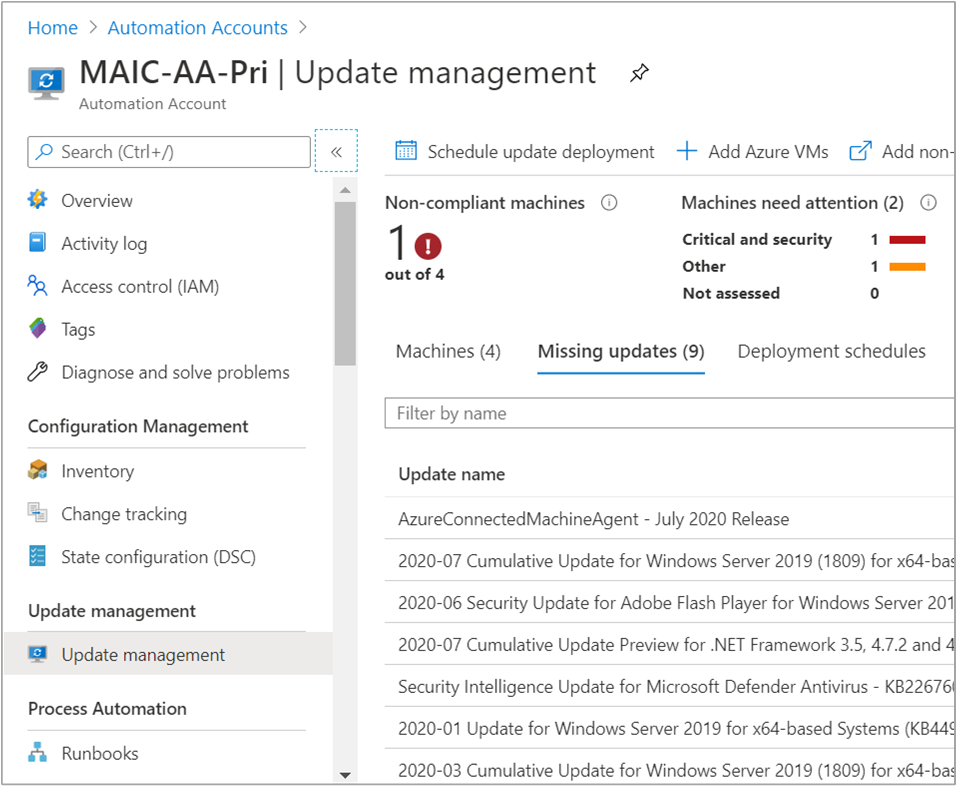 Home > Automation Accounts >
MAIC-AA-Pri | Update management
Automation Account
Search (Ctrl+/)
«
Overview
Activity log
Access control (IAM)
Tags
Diagnose and solve problems
Configuration Management
Inventory
Change tracking
State configuration (DSC)
Update management
Update management
Process Automation
Runbooks
Schedule update deployment
Add Azure VMs
Add non-
Non-compliant machines
1
out of 4
Machines need attention (2)
Critical and security 1
Other 1
Not assessed 0
Machines (4)
Missing updates (9)
Deployment schedules
Filter by name
Update name
AzureConnectedMachineAgent - July 2020 Release
2020-07 Cumulative Update for Windows Server 2019 (1809) for x64-bas
2020-06 Security Update for Adobe Flash Player for Windows Server 201
2020-07 Cumulative Update Preview for .NET Framework 3.5, 4.7.2 and 4
Security Intelligence Update for Microsoft Defender Antivirus - KB22676
2020-01 Update for Windows Server 2019 for x64-based Systems (KB449
2020-03 Cumulative Update for Windows Server 2019 (1809) for x64-bas